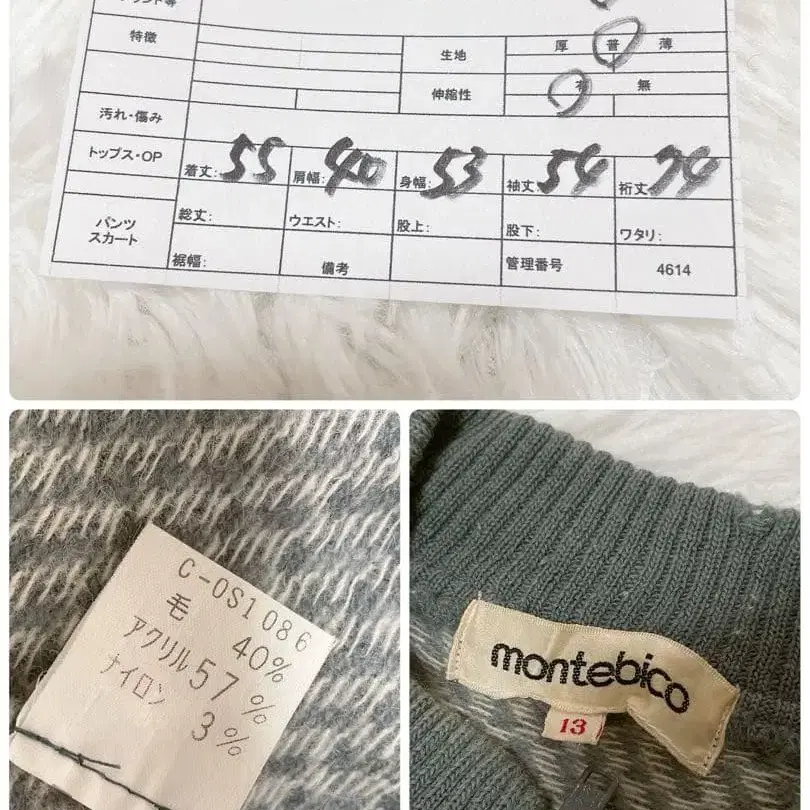 特徴
生地
厚 普 薄
伸縮性
有 無
汚れ・傷み
トップス・OP
着丈: 55
肩幅: 40
身幅: 53
袖丈: 54
裄丈: 74
パンツ
スカート
総丈:
ウエスト:
股上:
股下:
ワタリ:
裾幅:
備考
管理番号
4614
C-OS1086
毛 40%
アクリル 57%
ナイロン 3%
montebico
13